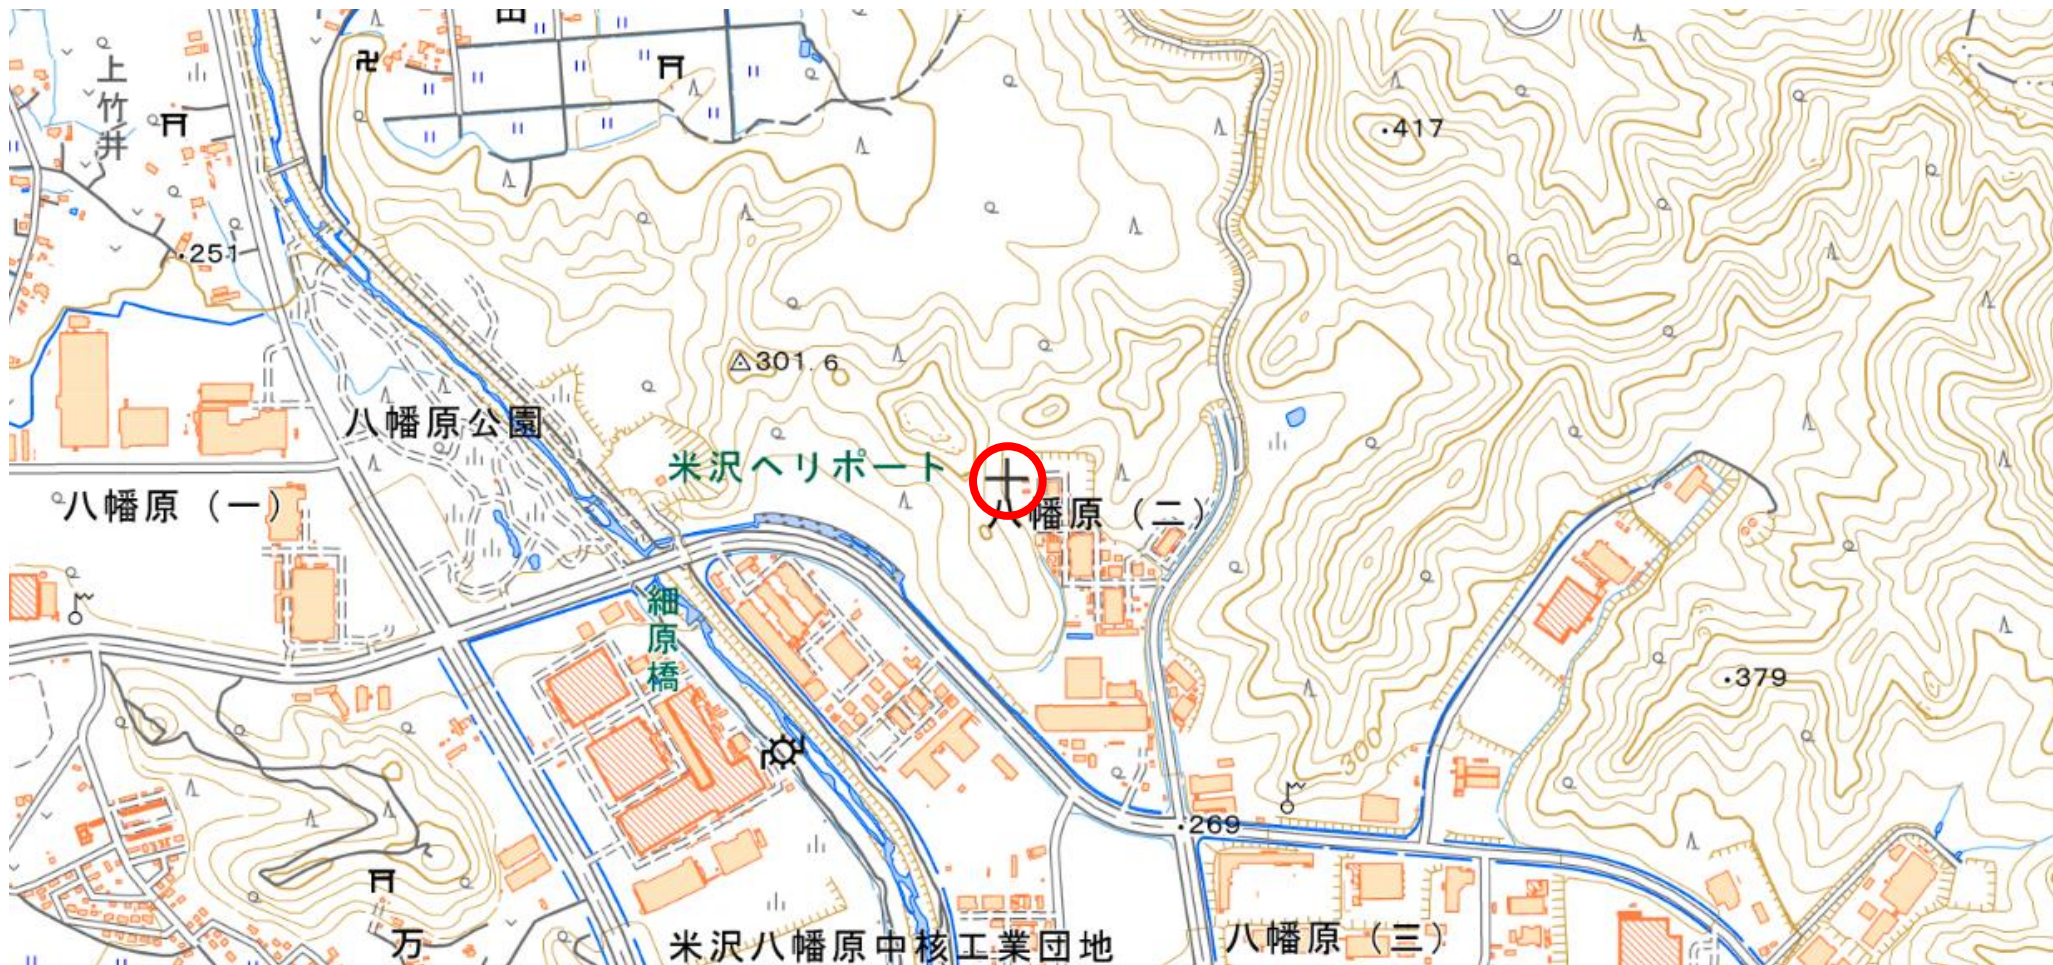 上竹井
417
251
301.6
八幡原公園
米沢ヘリポート
八幡原（一）
八幡原（二）
細原橋
379
300
269
万
米沢八幡原中核工業団地
八幡原（三）